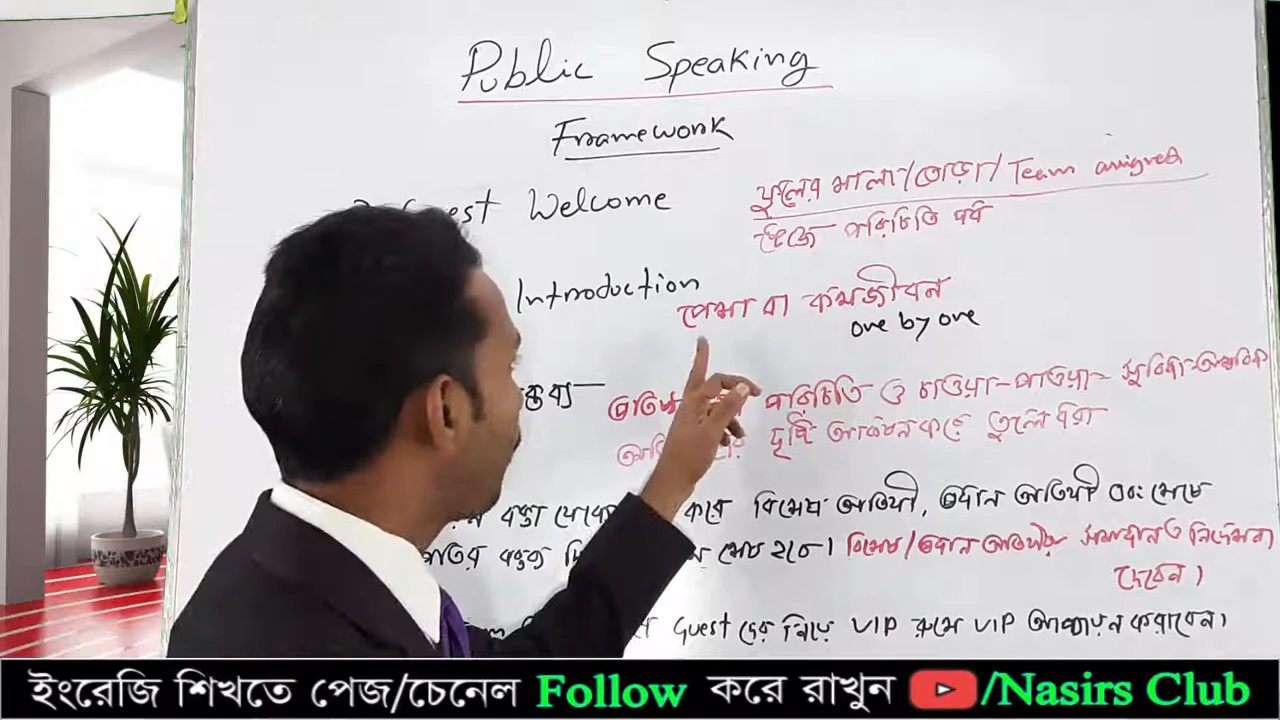 Public Speaking
Framework
Guest Welcome
ফুলের মালা/তোড়া/Team assigned
স্টেজে পরিচিতি পর্ব
Introduction
পেশা বা কর্মজীবন
one by one
পরিচিতি ও চাওয়া-পাওয়া- সুবিধা-অসুবিধা
দৃষ্টি আকর্ষন করে তুলে ধরা
বক্তা থেকে করে বিশেষ অতিথী, প্রধান অতিথী এবং শেষে
বক্তব্য শেষ হবে। বিশেষ/প্রধান অতিথীর সমাধান ও নির্দেশনা
দেবেন।
Guest দের নিয়ে VIP রুমে VIP আপ্যায়ন করাবেন।
ইংরেজি শিখতে পেজ/চেনেল Follow করে রাখুন /Nasirs Club